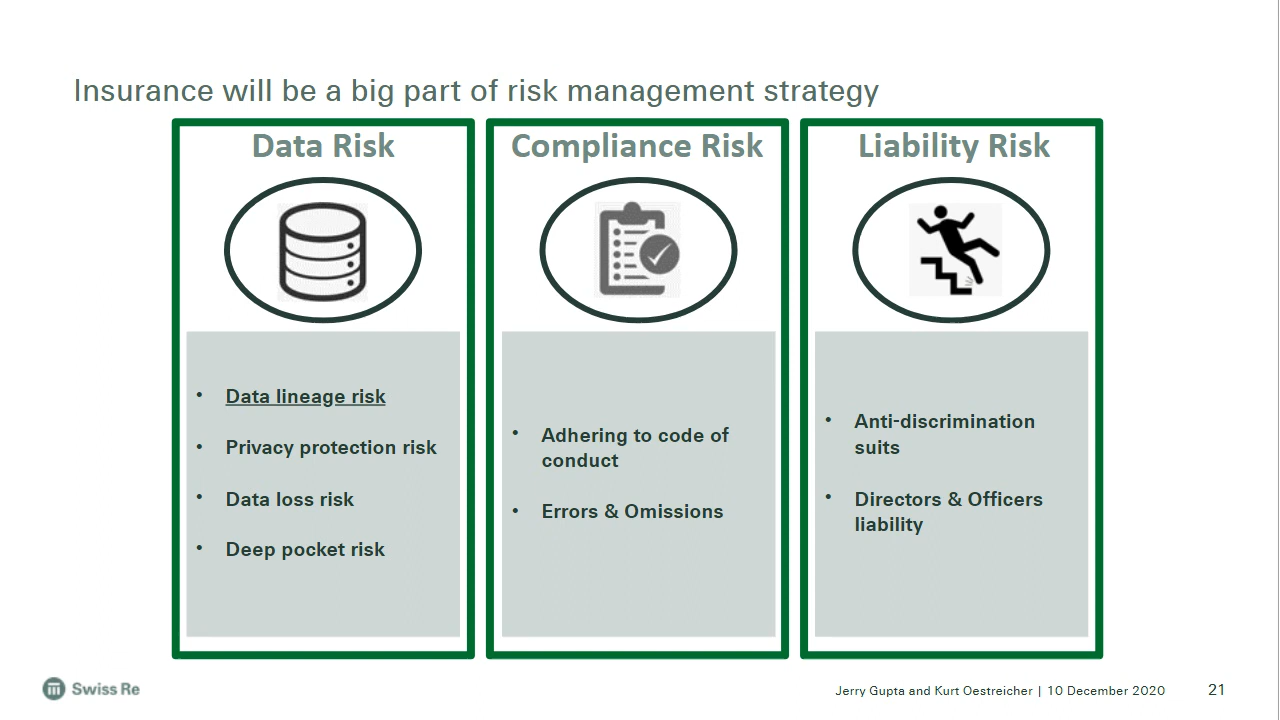 Insurance will be a big part of risk management strategy
Data Risk
• Data lineage risk
• Privacy protection risk
• Data loss risk
• Deep pocket risk
Compliance Risk
• Adhering to code of
conduct
• Errors & Omissions
Liability Risk
• Anti-discrimination
suits
• Directors & Officers
liability
Swiss Re
Jerry Gupta and Kurt Oestreicher | 10 December 2020
21